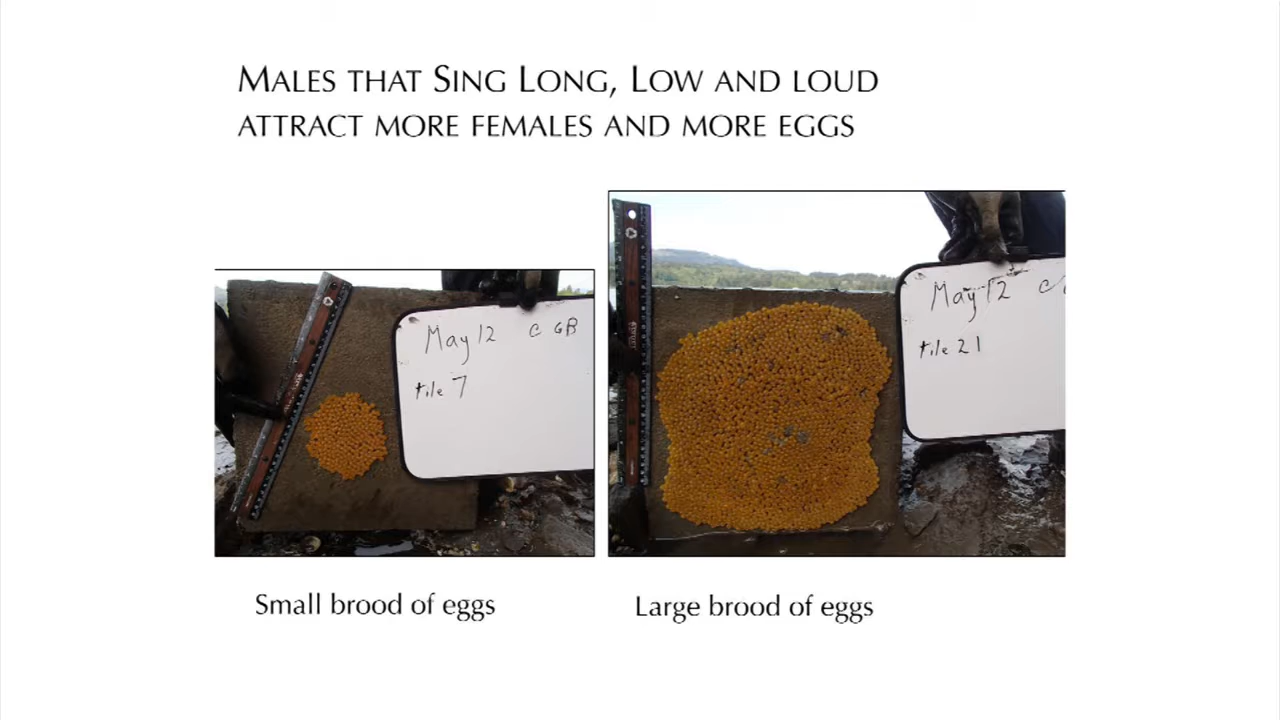 MALES THAT SING LONG, LOW AND LOUD
ATTRACT MORE FEMALES AND MORE EGGS
May 12 C GB
tile 7
May 12 C
tile 21
Small brood of eggs
Large brood of eggs